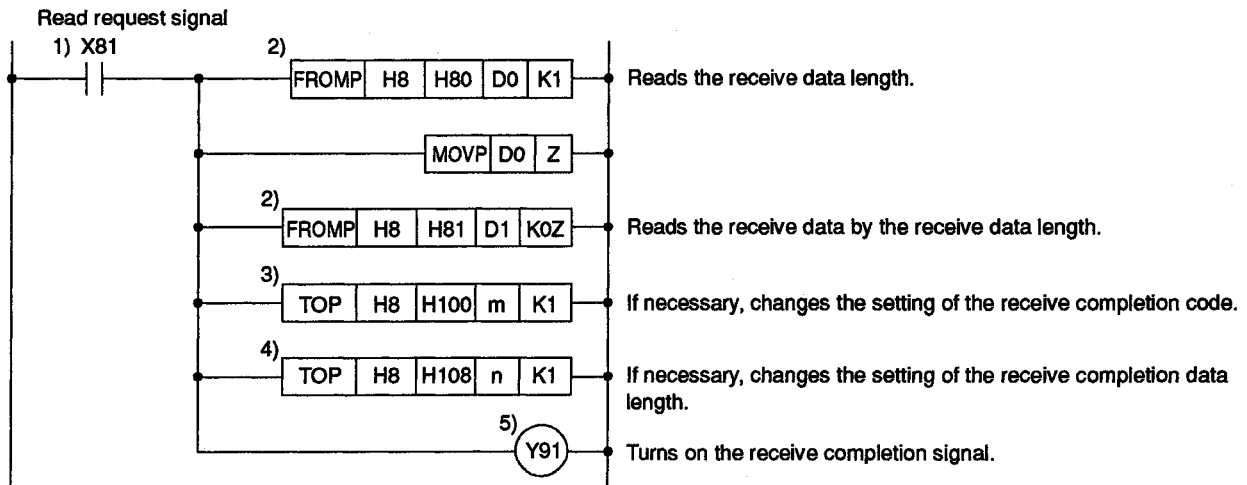 Read request signal
1) X81
2)
FROMP H8 H80 D0 K1
Reads the receive data length.
MOVP D0 Z
2)
FROMP H8 H81 D1 K0Z
Reads the receive data by the receive data length.
3)
TOP H8 H100 m K1
If necessary, changes the setting of the receive completion code.
4)
TOP H8 H108 n K1
If necessary, changes the setting of the receive completion data
length.
5)
Y91
Turns on the receive completion signal.